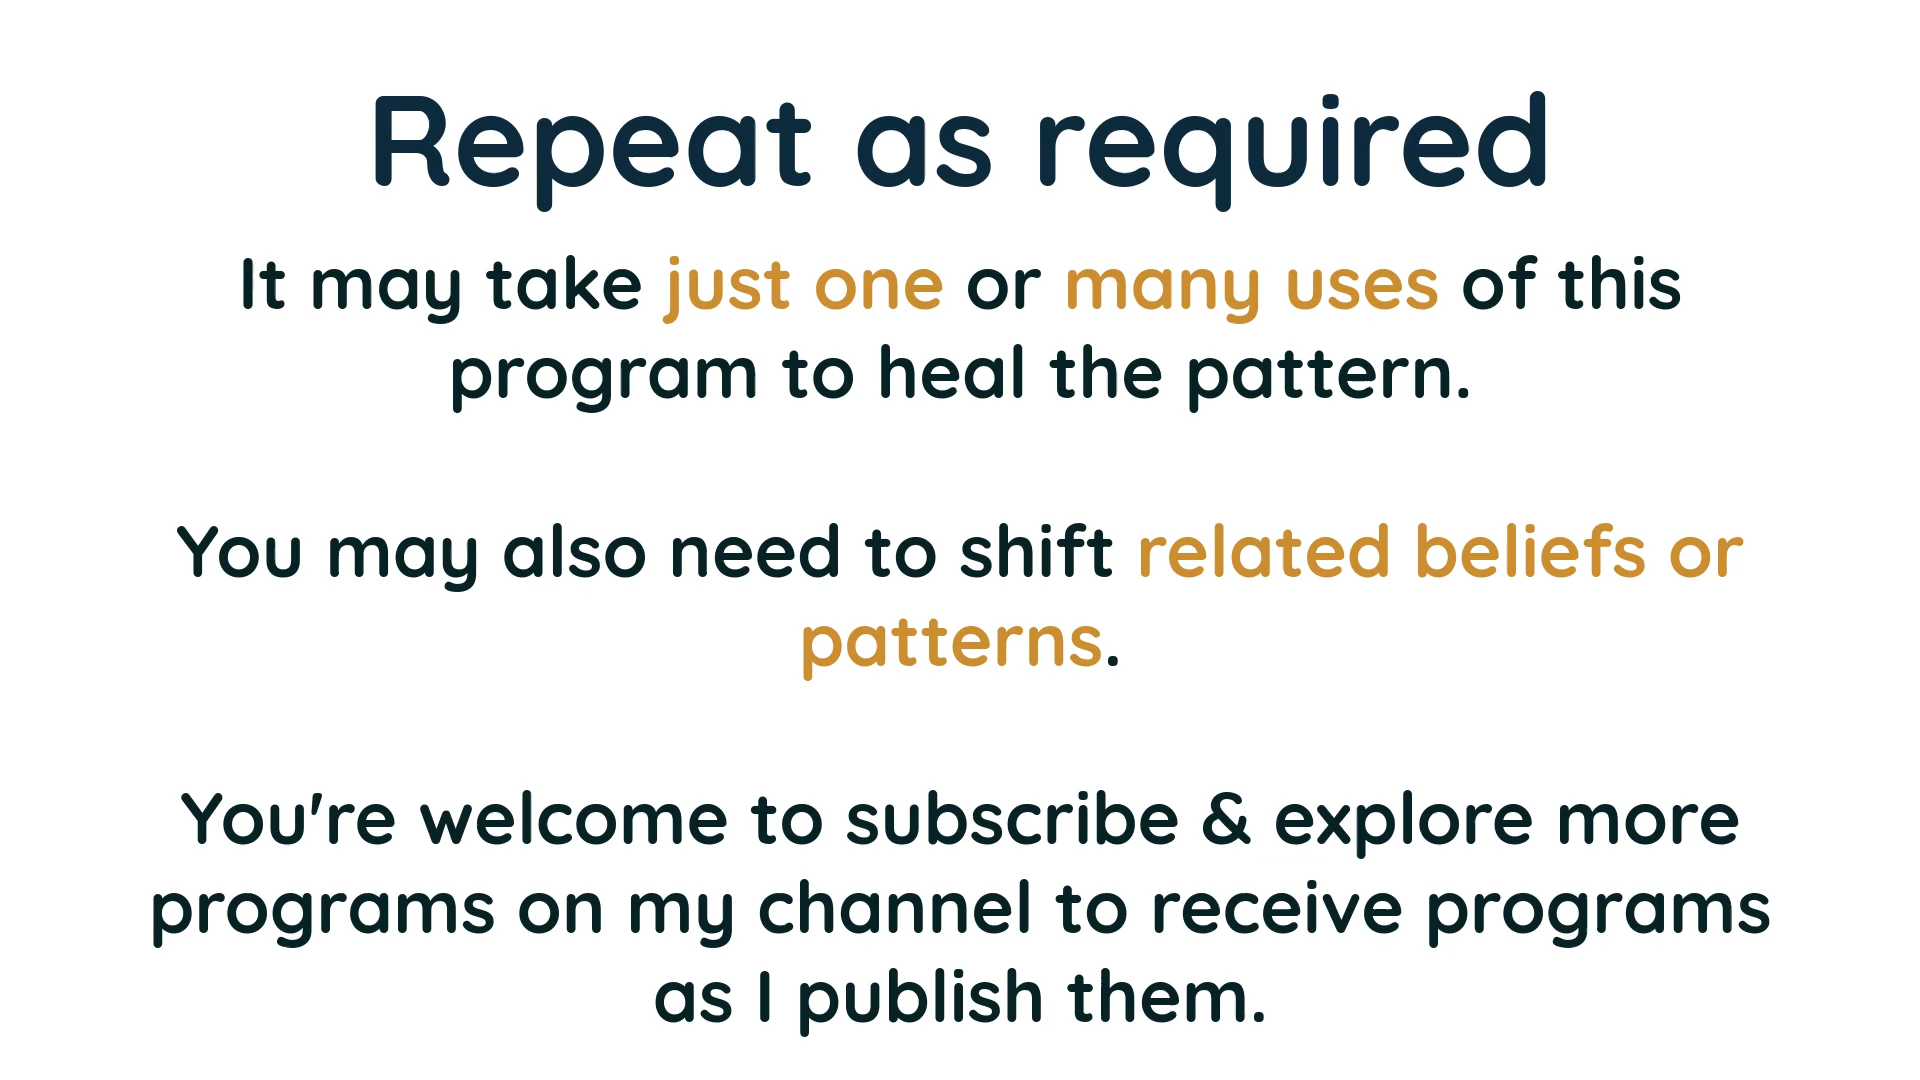 Repeat as required
It may take just one or many uses of this
program to heal the pattern.
You may also need to shift related beliefs or
patterns.
You're welcome to subscribe & explore more
programs on my channel to receive programs
as I publish them.